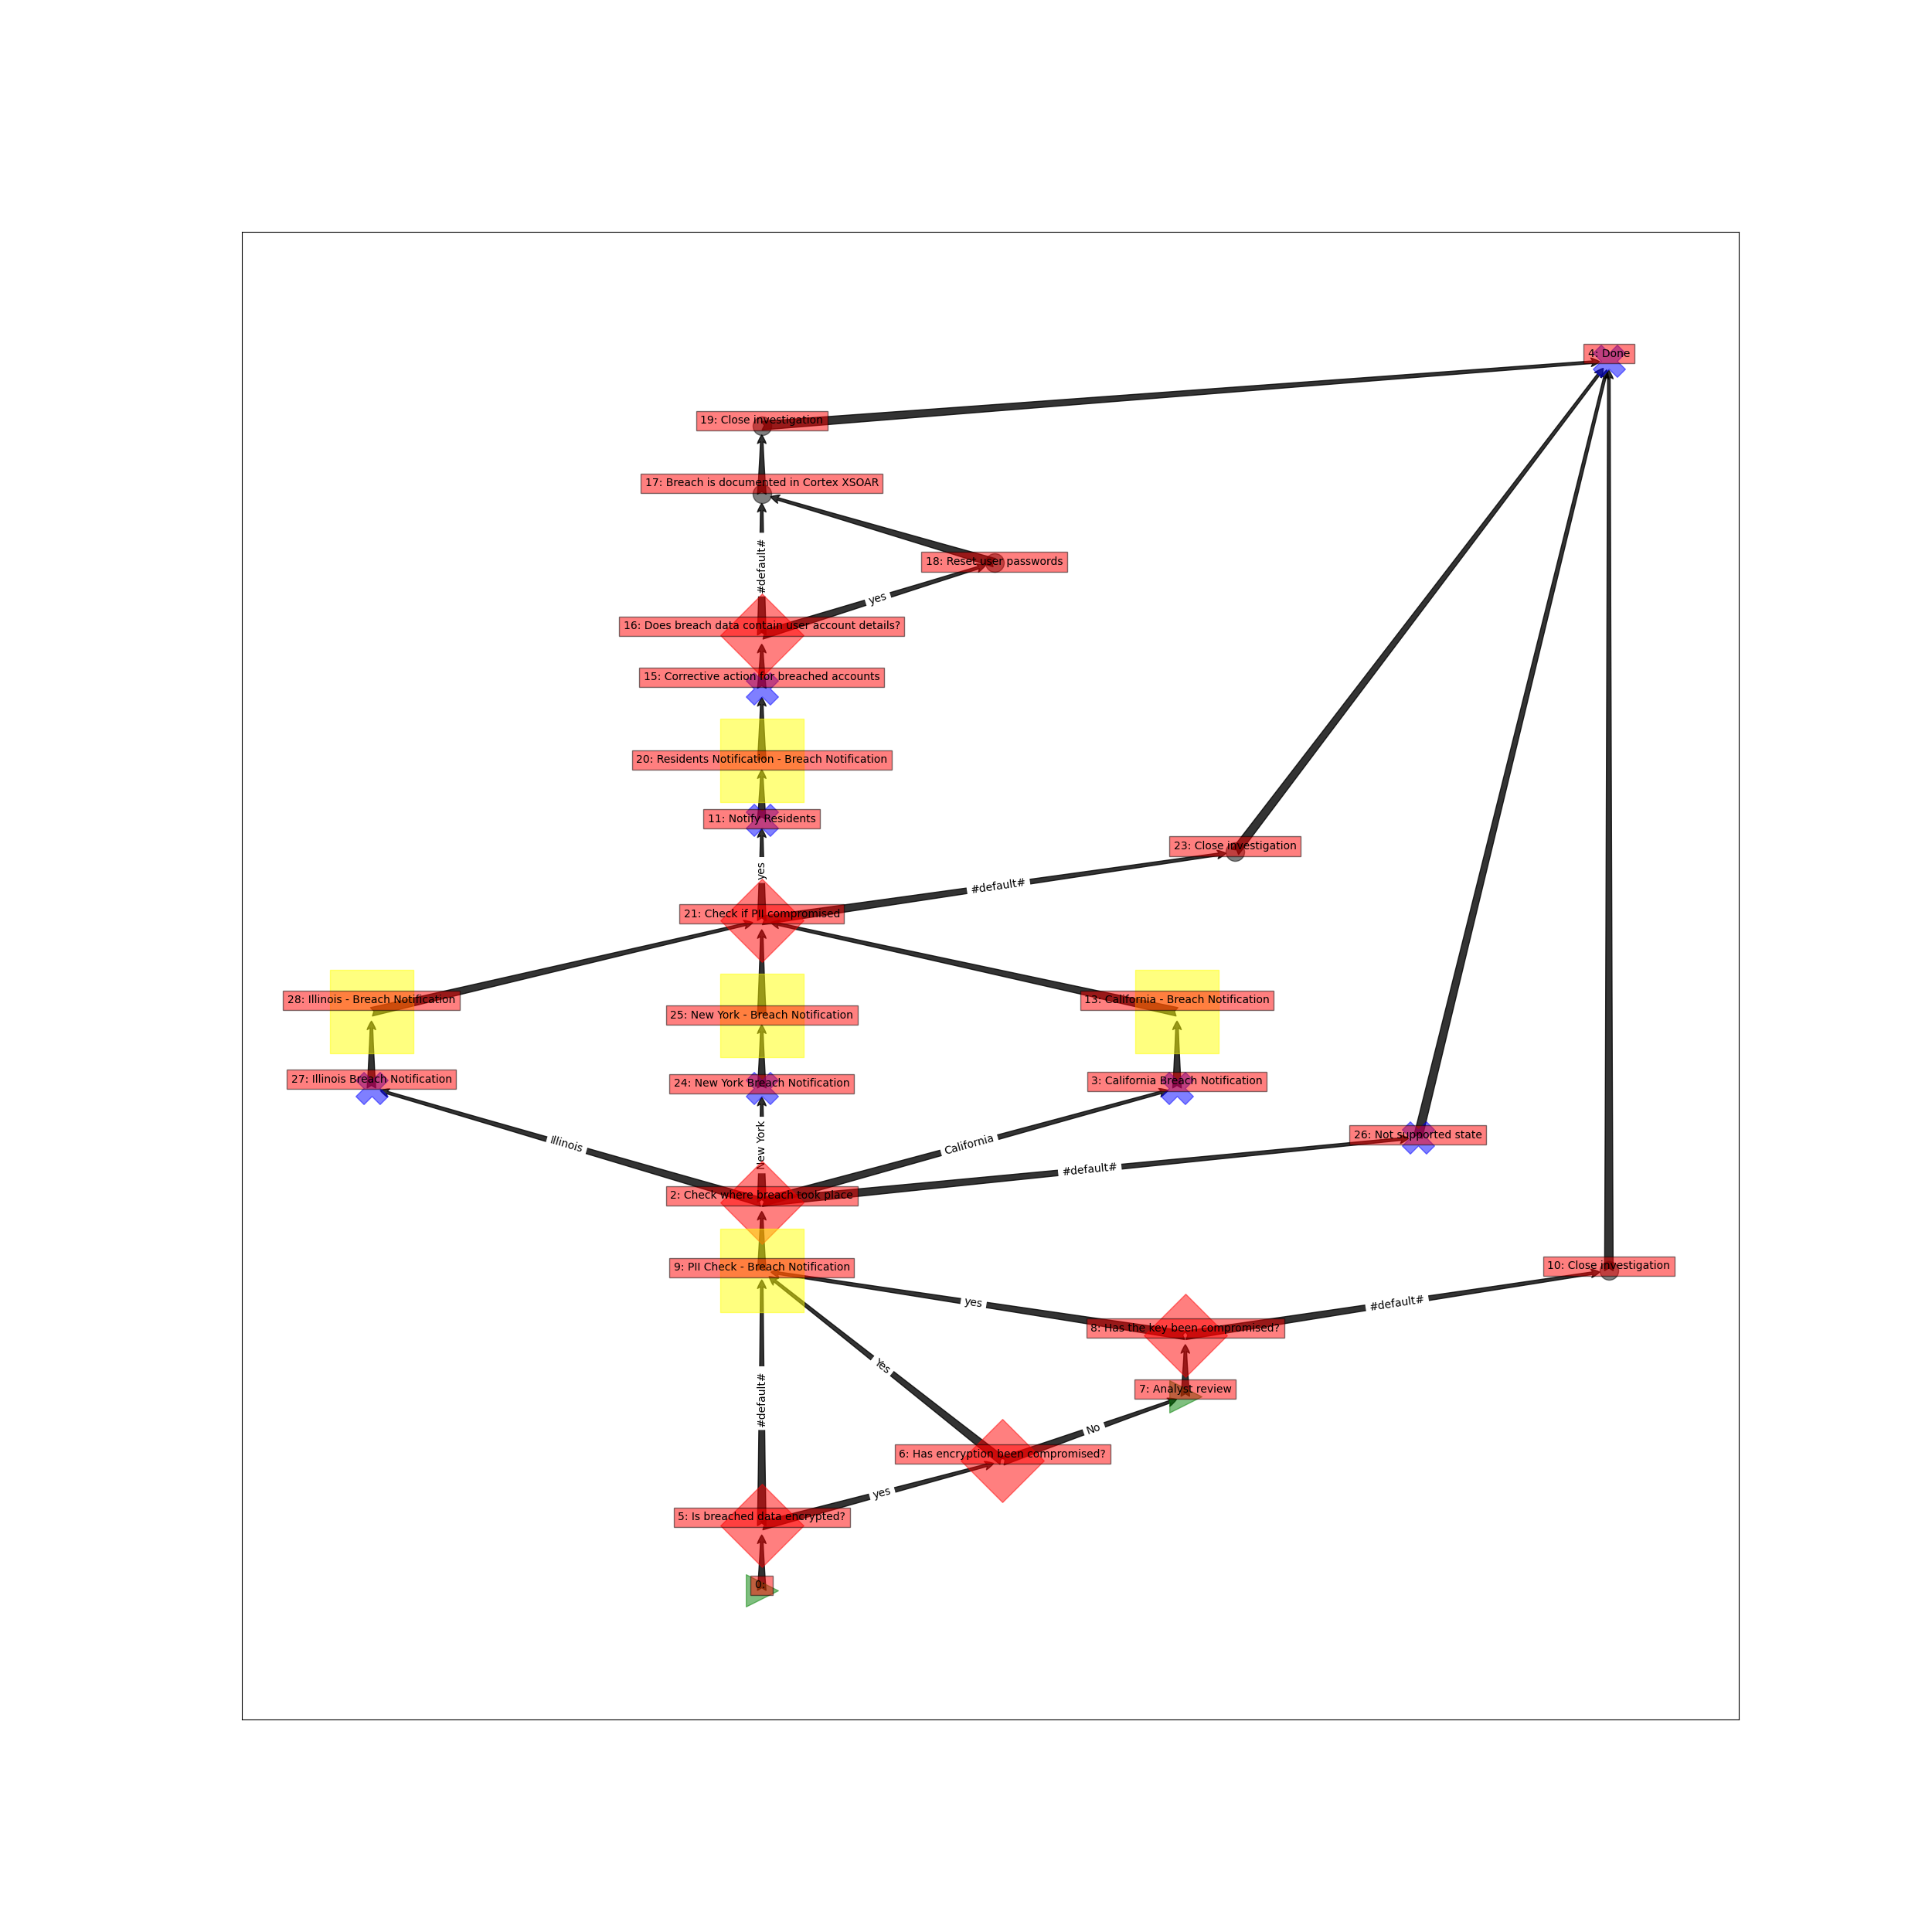 4: Done
19: Close investigation
17: Breach is documented in Cortex XSOAR
#default#
18: Reset user passwords
yes
16: Does breach data contain user account details?
15: Corrective action for breached accounts
20: Residents Notification - Breach Notification
11: Notify Residents
23: Close investigation
yes
#default#
21: Check if PII compromised
28: Illinois - Breach Notification
13: California - Breach Notification
25: New York - Breach Notification
27: Illinois Breach Notification
24: New York Breach Notification
3: California Breach Notification
26: Not supported state
Illinois
New York
California
#default#
2: Check where breach took place
9: PII Check - Breach Notification
10: Close investigation
yes
#default#
8: Has the key been compromised?
Yes
7: Analyst review
#default#
No
6: Has encryption been compromised?
yes
5: Is breached data encrypted?
0: